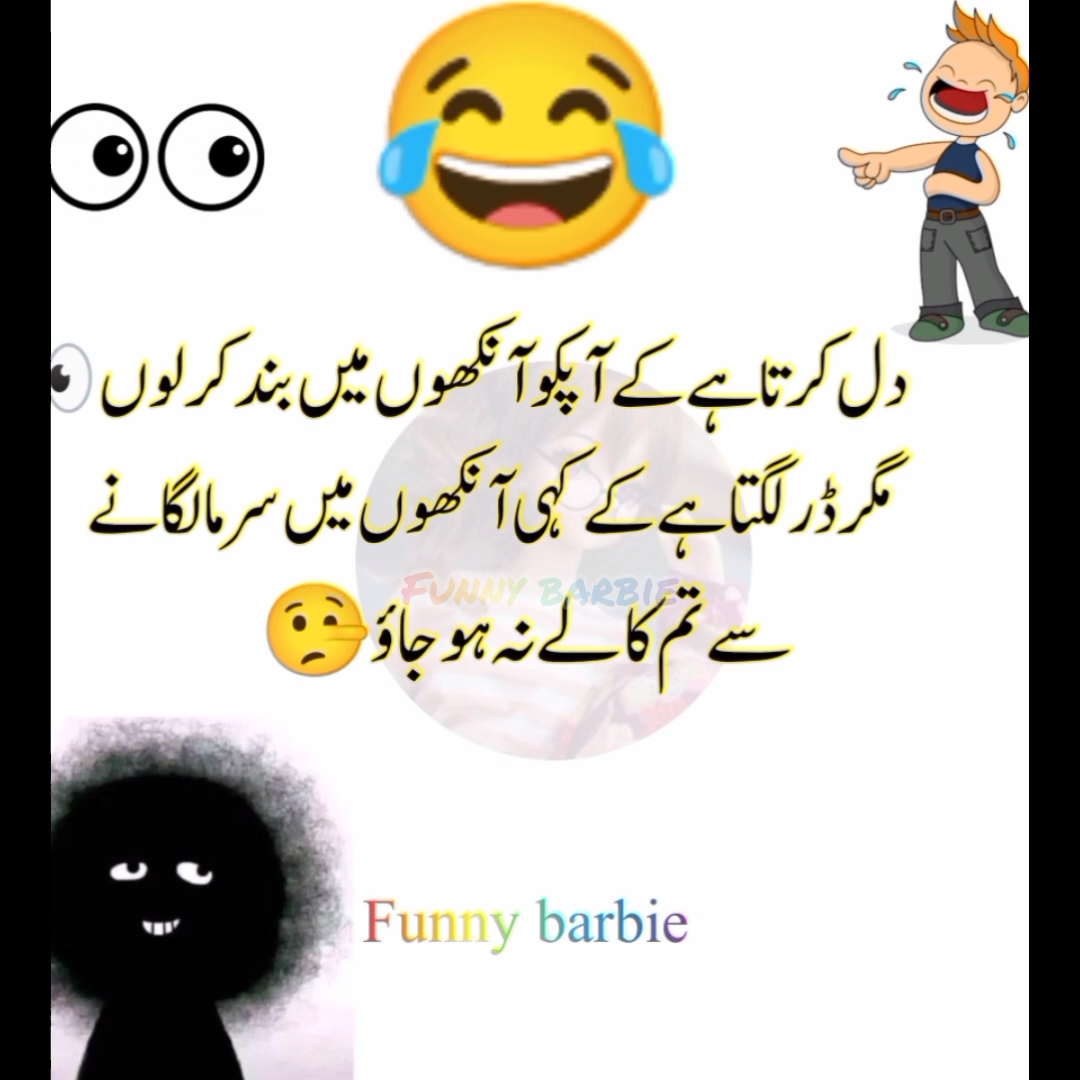 دل کرتا ہے کے آپکو آنکھوں میں بند کر لوں 👀
مگر ڈر لگتا ہے کے کہی آنکھوں میں سرما لگانے
سے تم کالے نہ ہو جاؤ 🤥
FUNNY BARBIE
Funny barbie